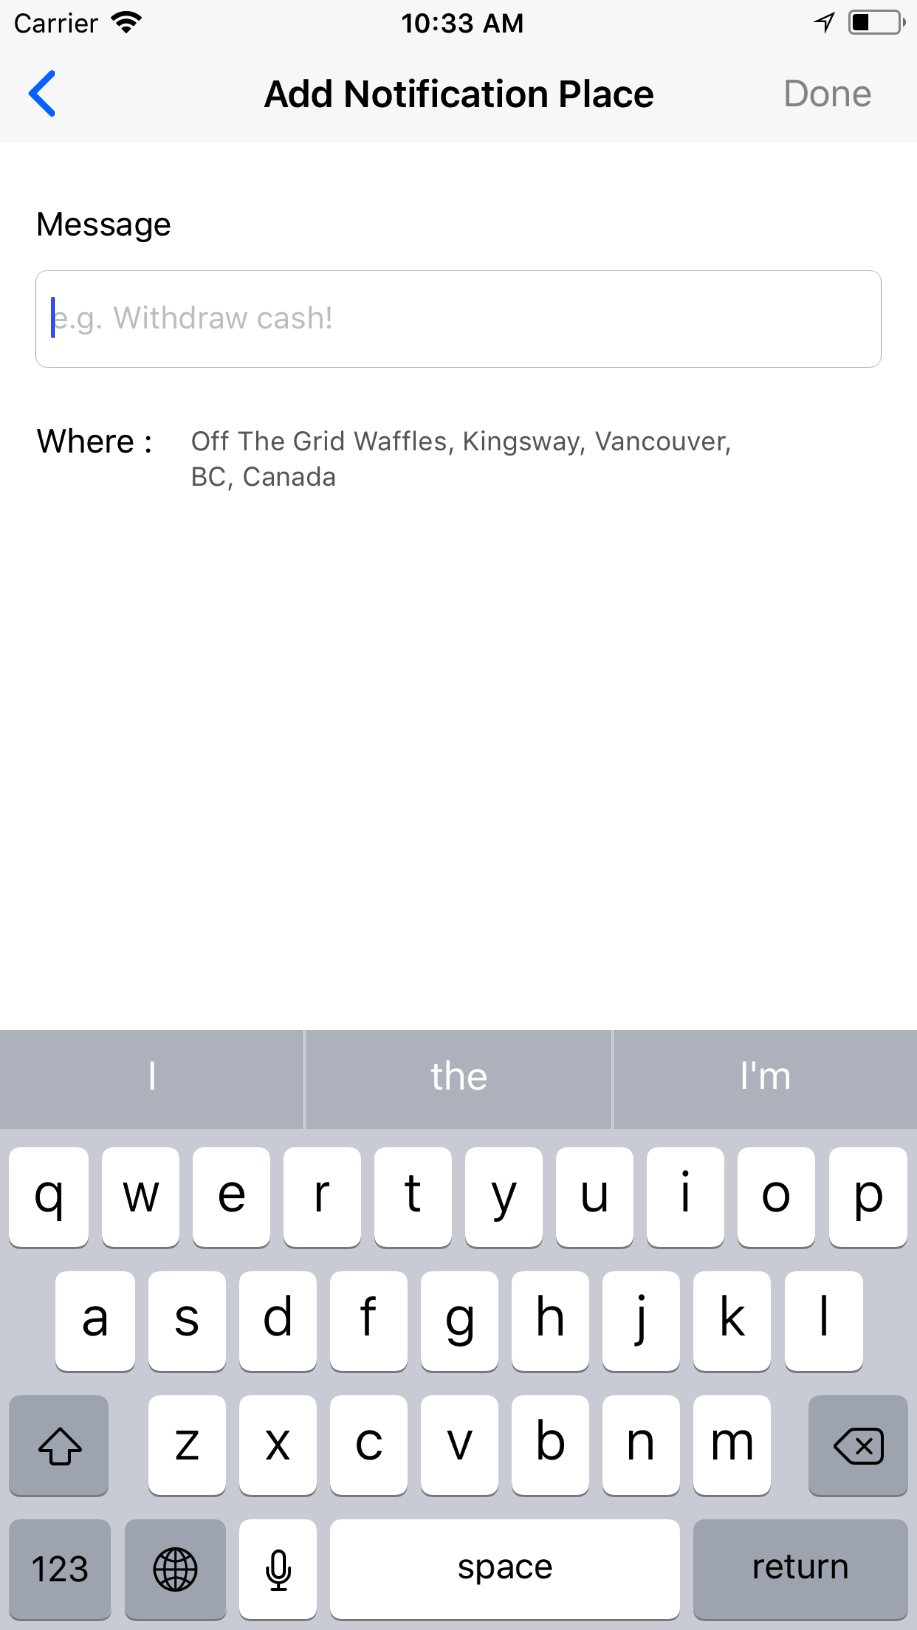 Carrier 10:33 AM
Add Notification Place Done
Message
e.g. Withdraw cash!
Where : Off The Grid Waffles, Kingsway, Vancouver,
BC, Canada
I the I'm
q w e r t y u i o p
a s d f g h j k l
z x c v b n m
123 space return